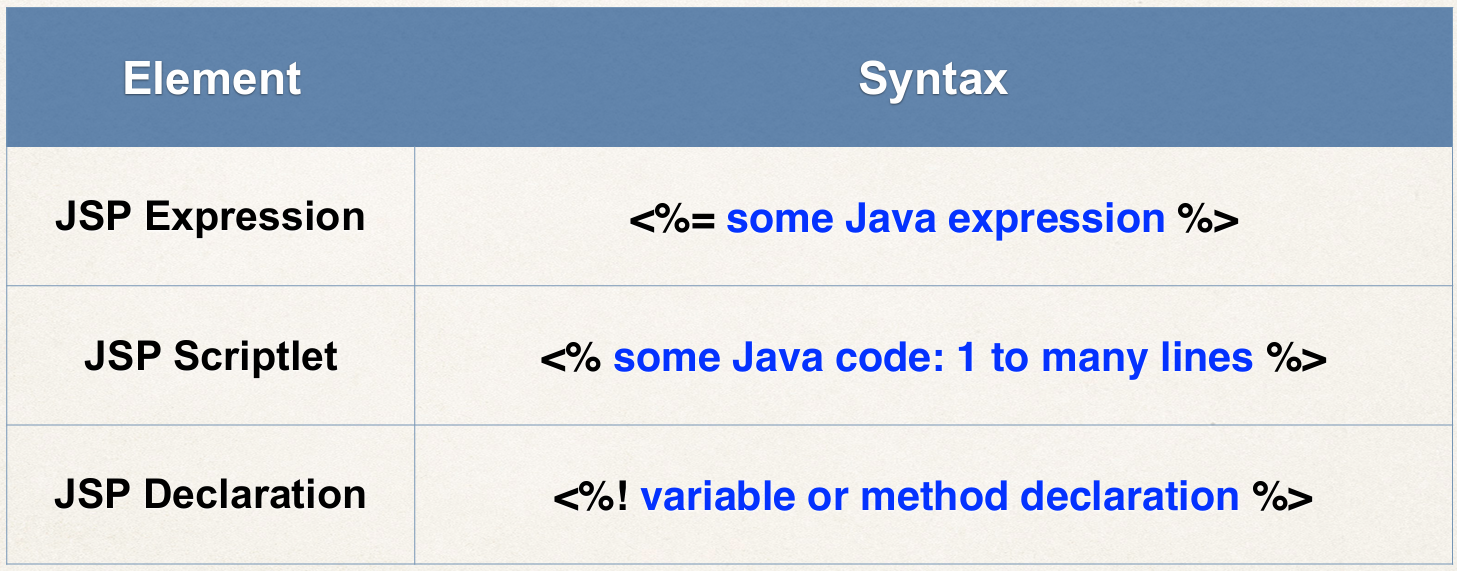 Element Syntax
JSP Expression <%= some Java expression %>
JSP Scriptlet <% some Java code: 1 to many lines %>
JSP Declaration <%! variable or method declaration %>